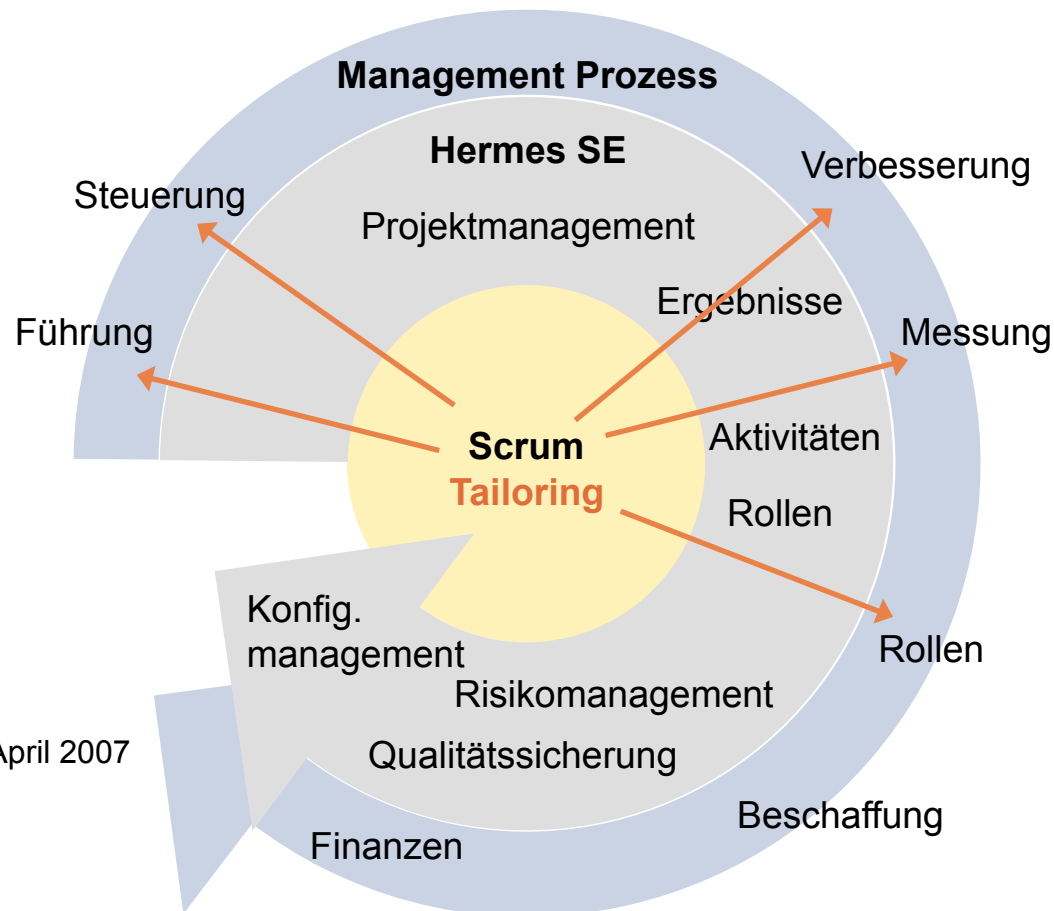 Management Prozess
Hermes SE
Verbesserung
Steuerung
Projektmanagement
Ergebnisse
Führung
Messung
Scrum
Aktivitäten
Tailoring
Rollen
Konfig.
management
Rollen
Risikomanagement
April 2007
Qualitätssicherung
Beschaffung
Finanzen